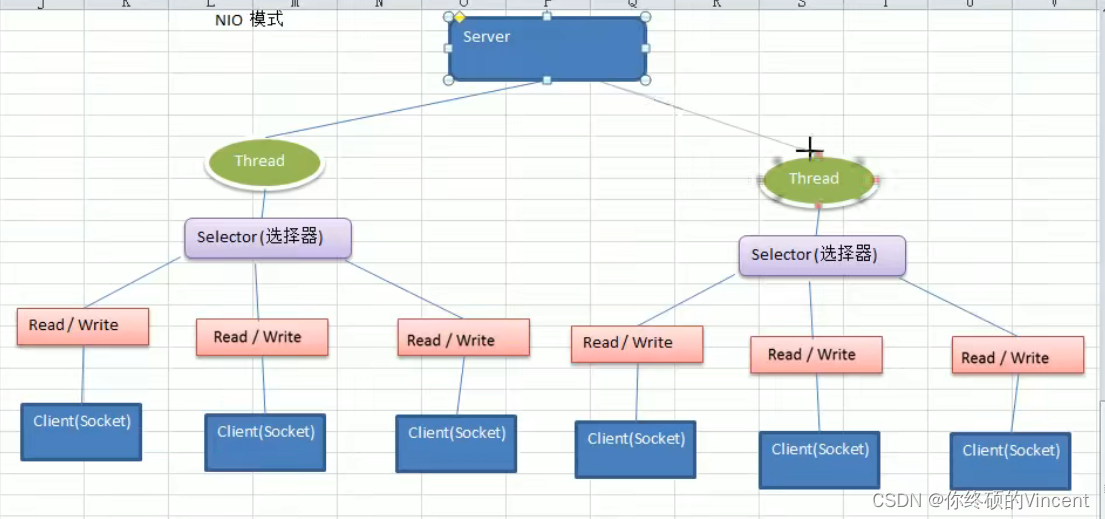 J K L M N O P Q R S T U V
NIO 模式
Server
Thread
Thread
Selector(选择器)
Selector(选择器)
Read / Write
Read / Write
Read / Write
Read / Write
Read / Write
Read / Write
Client(Socket)
Client(Socket)
Client(Socket)
Client(Socket)
Client(Socket)
Client(Socket)
CSDN @你终硕的Vincent